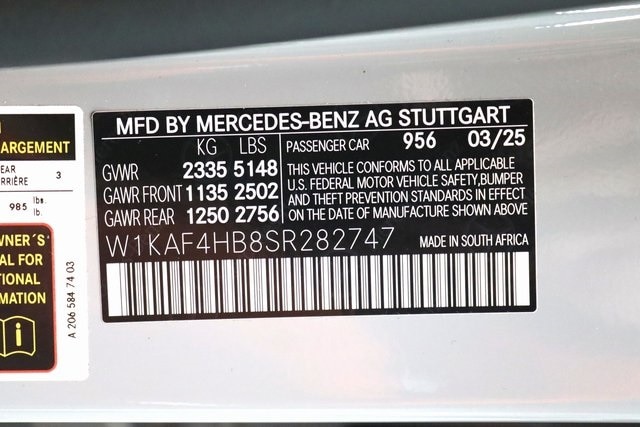 ARGEMENT
EAR
RRIÈRE 3
985 lbs.
lb.
WNER'S
AL FOR
TIONAL
MATION
i
A 206 584 74 03
MFD BY MERCEDES-BENZ AG STUTTGART
KG LBS PASSENGER CAR 956 03/25
GVWR 2335 5148
GAWR FRONT 1135 2502
GAWR REAR 1250 2756
THIS VEHICLE CONFORMS TO ALL APPLICABLE
U.S. FEDERAL MOTOR VEHICLE SAFETY, BUMPER
AND THEFT PREVENTION STANDARDS IN EFFECT
ON THE DATE OF MANUFACTURE SHOWN ABOVE.
W1KAF4HB8SR282747 MADE IN SOUTH AFRICA